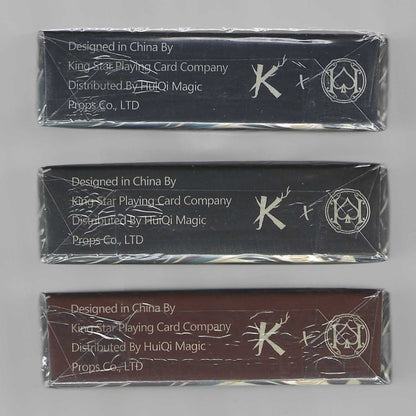 Designed in China By
King Star Playing Card Company
Distributed By HuiQi Magic
Props Co., LTD
K x
Designed in China By
King Star Playing Card Company
Distributed By HuiQi Magic
Props Co., LTD
K x
Designed in China By
King Star Playing Card Company
Distributed By HuiQi Magic
Props Co., LTD
K x